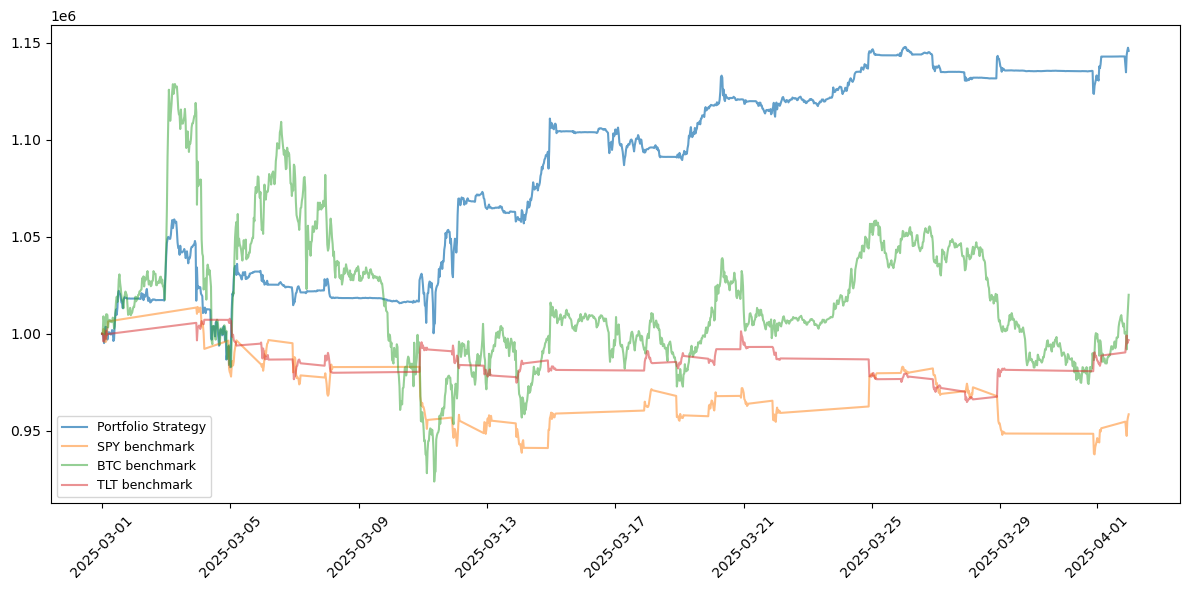 1e6
1.15
1.10
1.05
1.00
0.95
Portfolio Strategy
SPY benchmark
BTC benchmark
TLT benchmark
2025-03-01
2025-03-05
2025-03-09
2025-03-13
2025-03-17
2025-03-21
2025-03-25
2025-03-29
2025-04-01